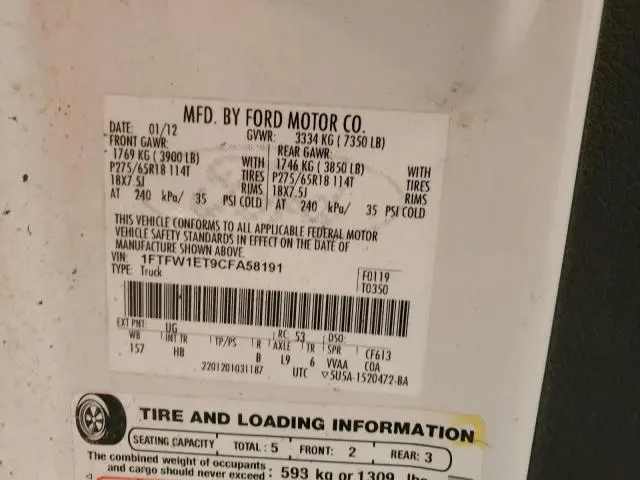 MFD. BY FORD MOTOR CO.
DATE: 01/12 GVWR: 3334 KG ( 7350 LB)
FRONT GAWR: REAR GAWR:
1769 KG ( 3900 LB) WITH 1746 KG ( 3850 LB) WITH
P275/65R18 114T TIRES P275/65R18 114T TIRES
18X7.5J RIMS 18X7.5J RIMS
AT 240 kPa/ 35 PSI COLD AT 240 kPa/ 35 PSI COLD
THIS VEHICLE CONFORMS TO ALL APPLICABLE FEDERAL MOTOR
VEHICLE SAFETY STANDARDS IN EFFECT ON THE DATE OF
MANUFACTURE SHOWN ABOVE.
VIN: 1FTFW1ET9CFA58191 F0119
TYPE: Truck T0350
EXT PNT: UG RC: 53 DSO:
WB INT TR TP/PS R AXLE TR SPR CF613
157 HB B L9 6 VVAA COA
2201201031187 UTC ▽5U5A-1520472-BA
TIRE AND LOADING INFORMATION
SEATING CAPACITY TOTAL : 5 FRONT: 2 REAR: 3
The combined weight of occupants
and cargo should never exceed : 593 kg or 1309 lbs